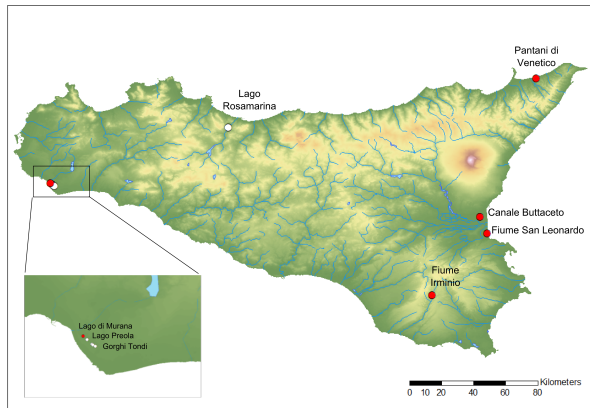 Pantani di
Venetico
Lago
Rosamarina
Canale Buttaceto
Fiume San Leonardo
Fiume
Irminio
Lago di Murana
Lago Preola
Gorghi Tondi
Kilometers
0 10 20 40 60 80